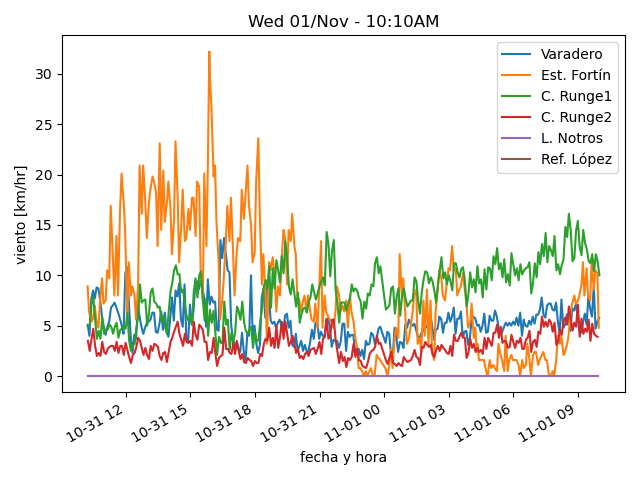 Wed 01/Nov - 10:10AM
Varadero
Est. Fortín
C. Runge1
C. Runge2
L. Notros
Ref. López
viento [km/hr]
30
25
20
15
10
5
0
10-31 12
10-31 15
10-31 18
10-31 21
11-01 00
11-01 03
11-01 06
11-01 09
fecha y hora